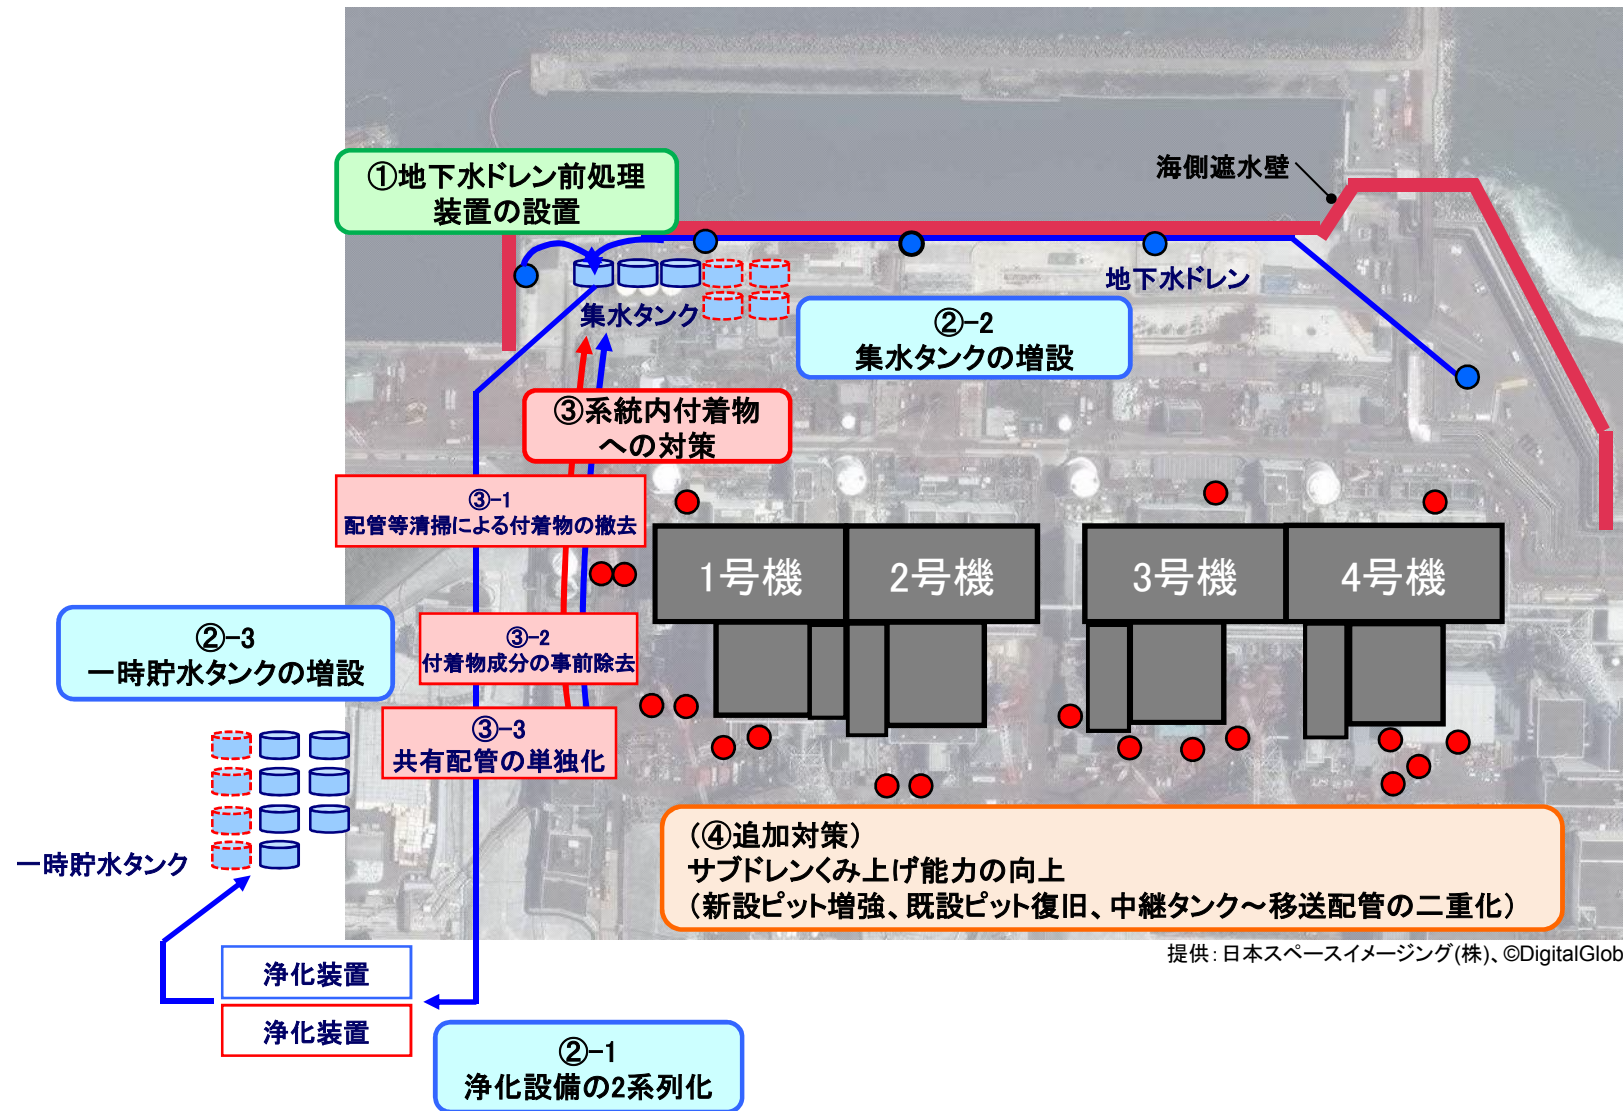 ①地下水ドレン前処理
装置の設置
海側遮水壁
地下水ドレン
集水タンク
②-2
集水タンクの増設
③系統内付着物
への対策
③-1
配管等清掃による付着物の撤去
1号機
2号機
3号機
4号機
②-3
一時貯水タンクの増設
③-2
付着物成分の事前除去
③-3
共有配管の単独化
一時貯水タンク
（④追加対策）
サブドレンくみ上げ能力の向上
（新設ピット増強、既設ピット復旧、中継タンク～移送配管の二重化）
提供：日本スペースイメージング(株)、©DigitalGlob
浄化装置
浄化装置
②-1
浄化設備の2系列化